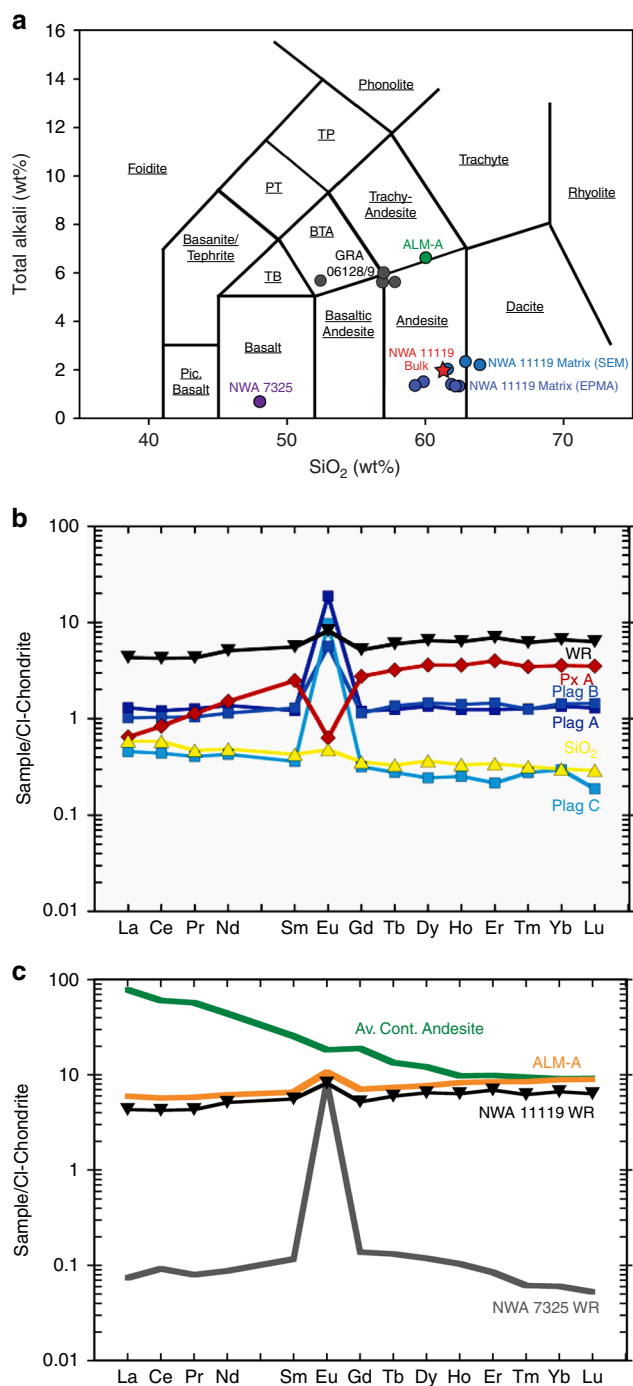 a
16
14
12
10
8
6
4
2
0
Total alkali (wt%)
Phonolite
TP
Foidite
Trachyte
PT
Rhyolite
Trachy-
Andesite
BTA
Basanite/
Tephrite
ALM-A
GRA
06128/9
TB
Basaltic
Andesite
Dacite
Andesite
Basalt
NWA 11119
Bulk
NWA 11119 Matrix (SEM)
Pic.
Basalt
NWA 7325
NWA 11119 Matrix (EPMA)
40 50 60 70
SiO₂ (wt%)
b
100
10
1
0.1
0.01
Sample/CI-Chondrite
WR
Px A
Plag B
Plag A
SiO₂
Plag C
La Ce Pr Nd Sm Eu Gd Tb Dy Ho Er Tm Yb Lu
c
100
10
1
0.1
0.01
Sample/CI-Chondrite
Av. Cont. Andesite
ALM-A
NWA 11119 WR
NWA 7325 WR
La Ce Pr Nd Sm Eu Gd Tb Dy Ho Er Tm Yb Lu